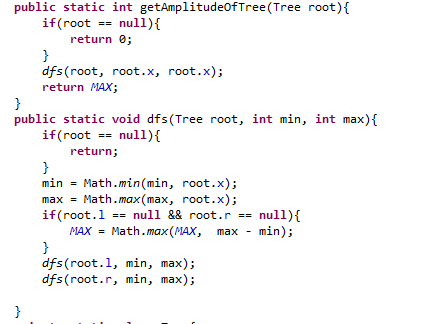 public static int getAmplitudeOfTree(Tree root){
    if(root == null){
        return 0;
    }
    dfs(root, root.x, root.x);
    return MAX;
}
public static void dfs(Tree root, int min, int max){
    if(root == null){
        return;
    }
    min = Math.min(min, root.x);
    max = Math.max(max, root.x);
    if(root.l == null && root.r == null){
        MAX = Math.max(MAX,  max - min);
    }
    dfs(root.l, min, max);
    dfs(root.r, min, max);

}